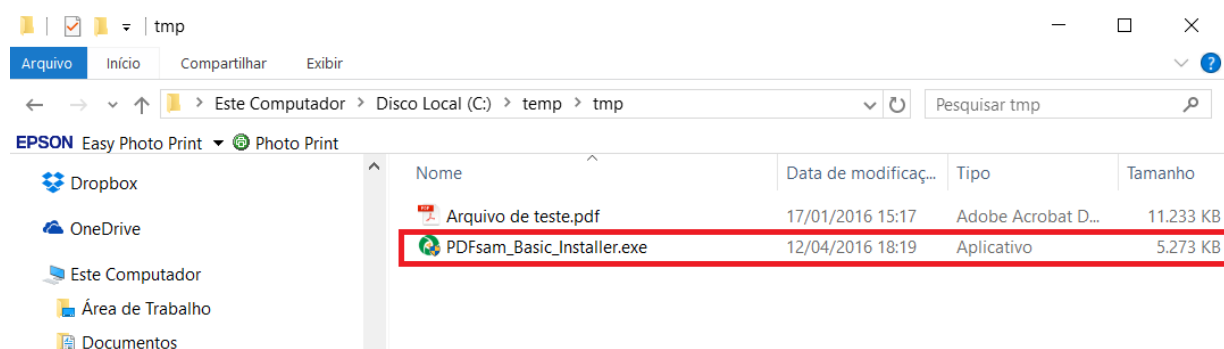 tmp
Arquivo Início Compartilhar Exibir
Este Computador > Disco Local (C:) > temp > tmp Pesquisar tmp
EPSON Easy Photo Print Photo Print
Nome Data de modificaç... Tipo Tamanho
Dropbox
Arquivo de teste.pdf 17/01/2016 15:17 Adobe Acrobat D... 11.233 KB
OneDrive
PDFsam_Basic_Installer.exe 12/04/2016 18:19 Aplicativo 5.273 KB
Este Computador
Área de Trabalho
Documentos